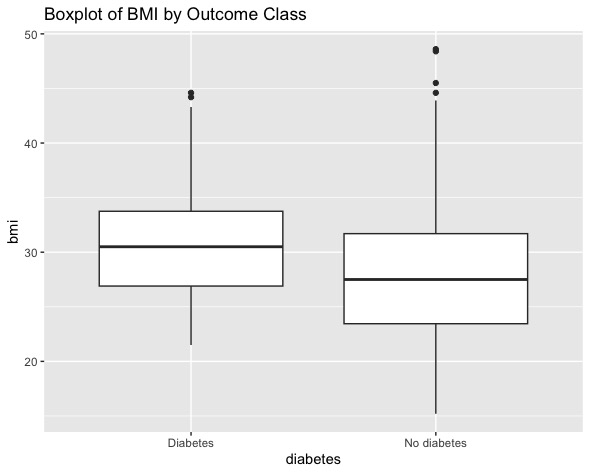 Boxplot of BMI by Outcome Class
50
40
30
20
bmi
Diabetes
No diabetes
diabetes